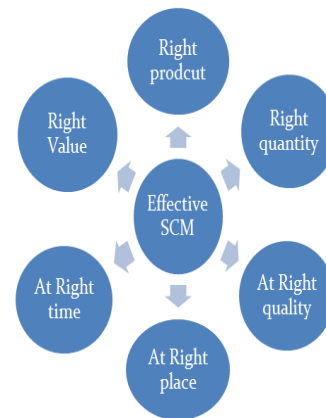 Right
prodcut
Right
Value
Right
quantity
Effective
SCM
At Right
time
At Right
quality
At Right
place